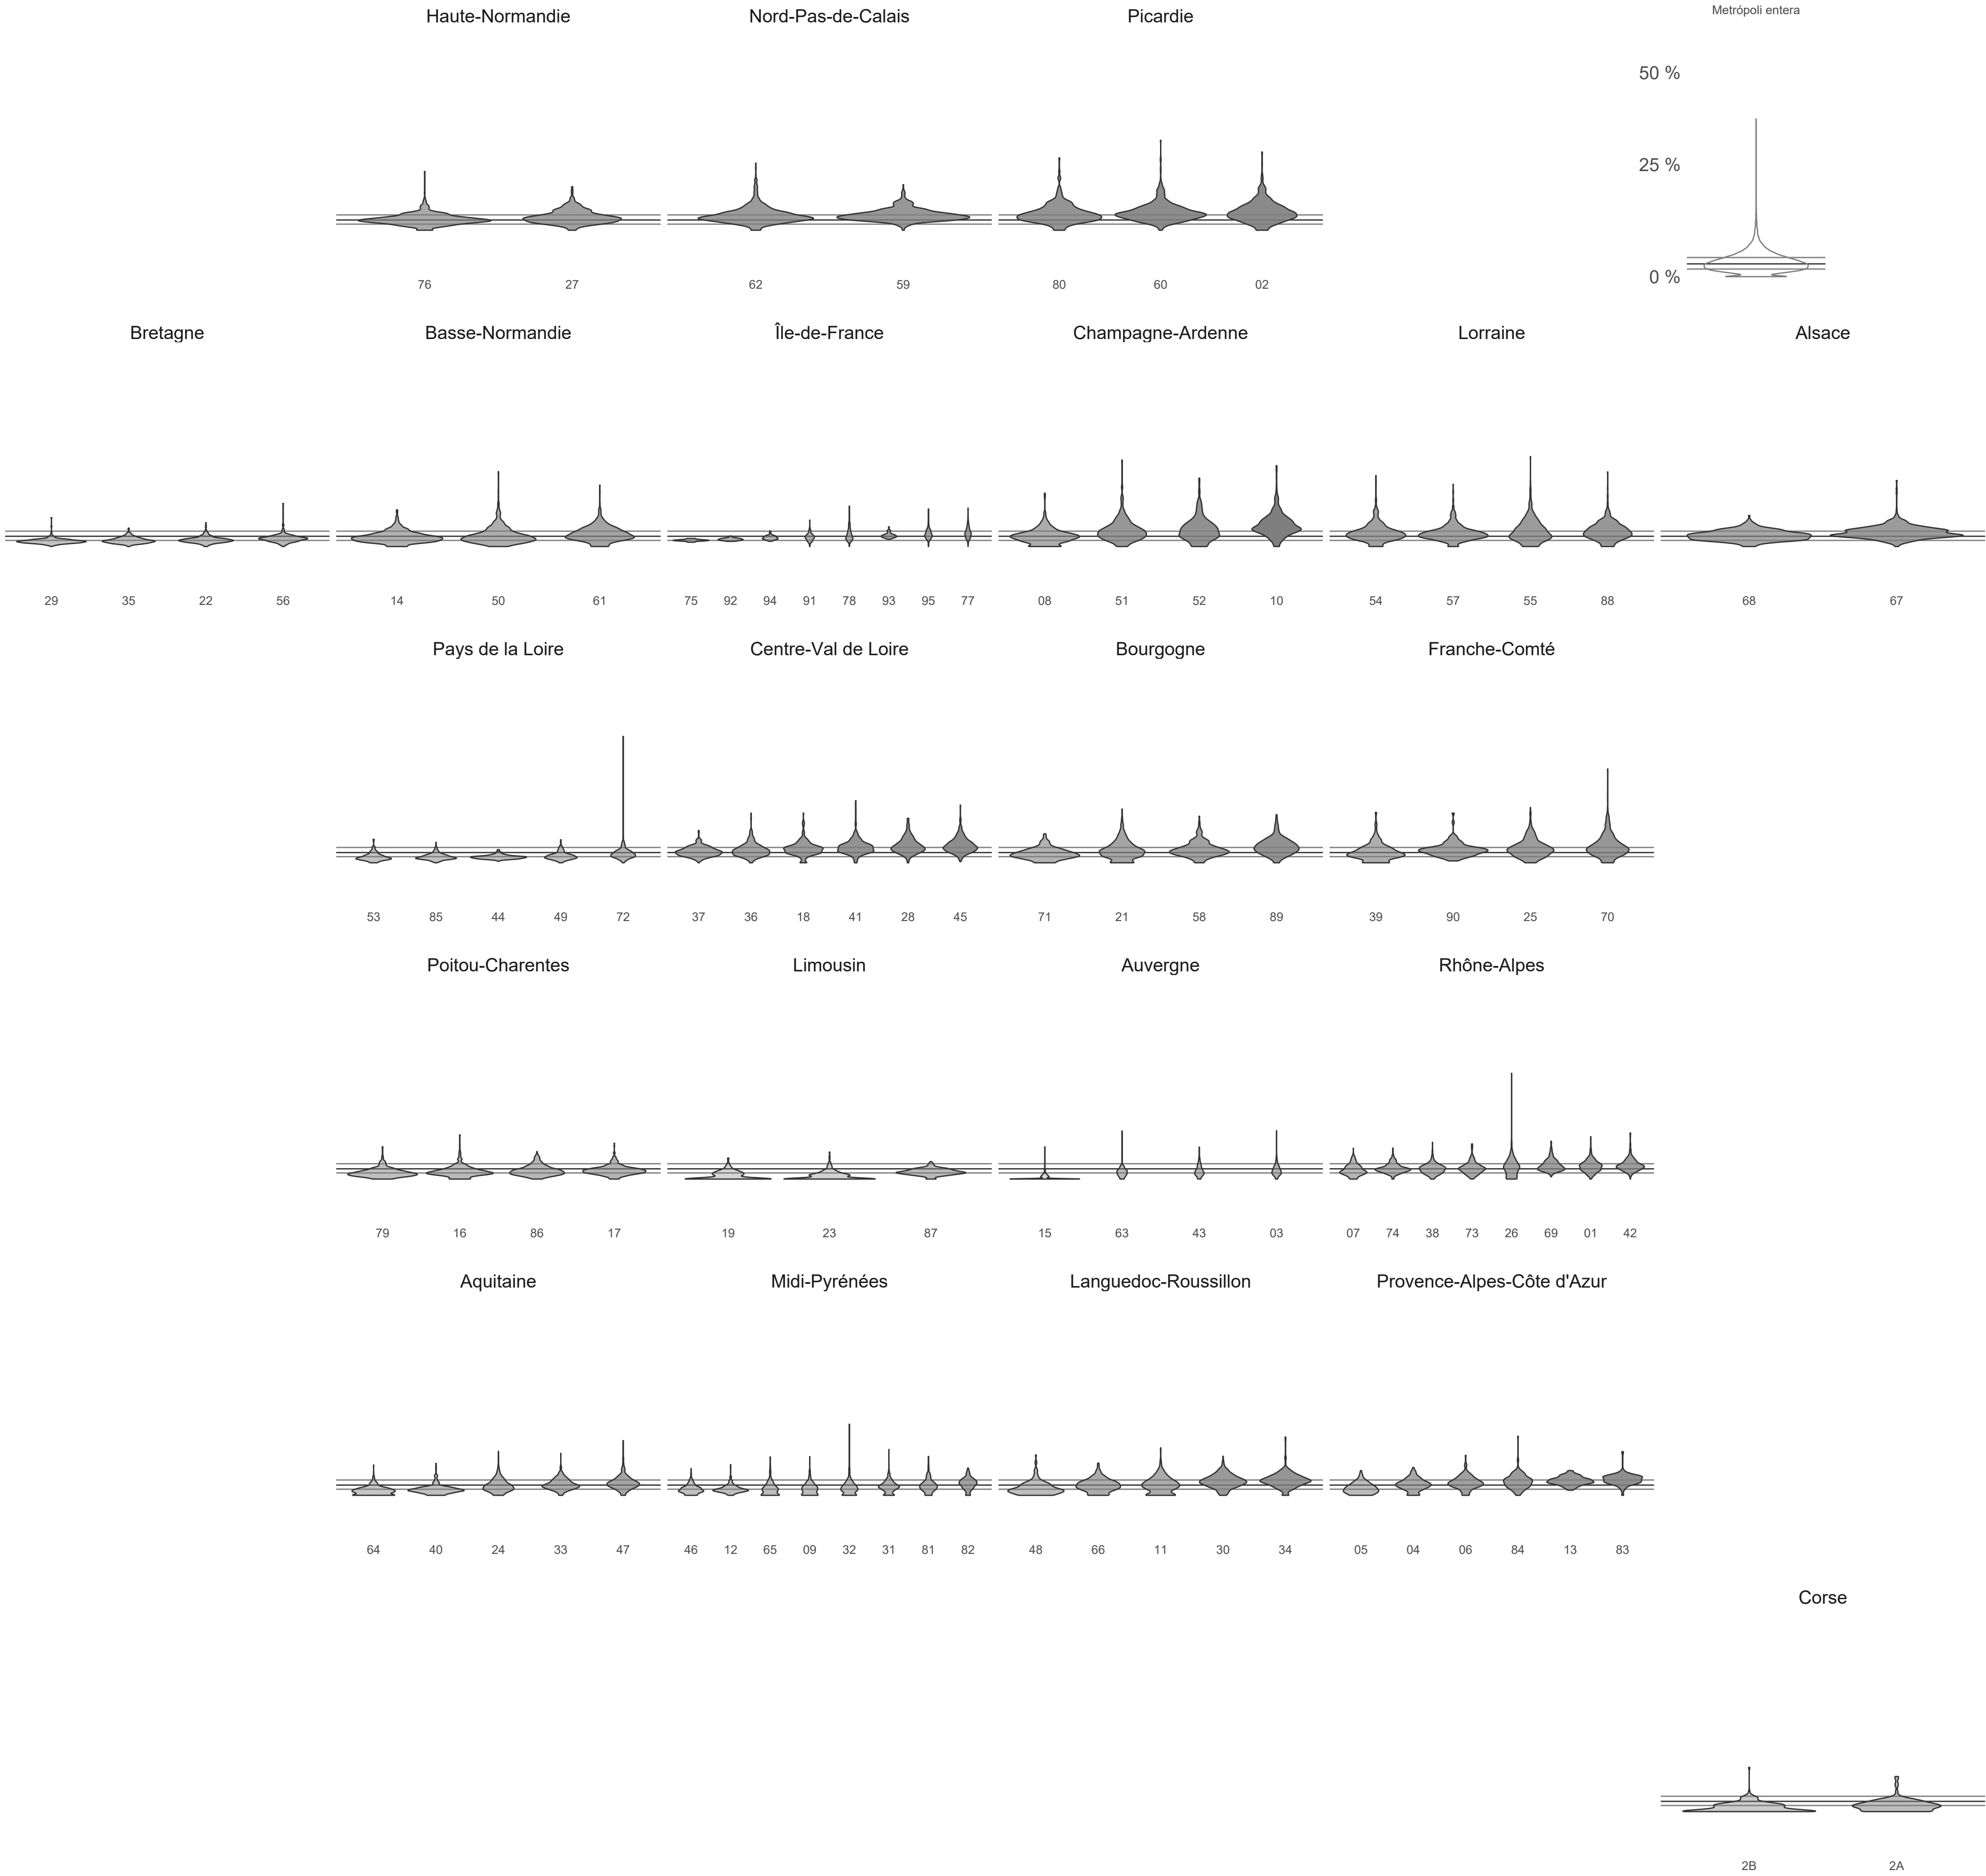 Haute-Normandie Nord-Pas-de-Calais Picardie Metrópoli entera
50 %
25 %
0 %
76 27 62 59 80 60 02
Bretagne Basse-Normandie Île-de-France Champagne-Ardenne Lorraine Alsace
29 35 22 56 14 50 61 75 92 94 91 78 93 95 77 08 51 52 10 54 57 55 88 68 67
Pays de la Loire Centre-Val de Loire Bourgogne Franche-Comté
53 85 44 49 72 37 36 18 41 28 45 71 21 58 89 39 90 25 70
Poitou-Charentes Limousin Auvergne Rhône-Alpes
79 16 86 17 19 23 87 15 63 43 03 07 74 38 73 26 69 01 42
Aquitaine Midi-Pyrénées Languedoc-Roussillon Provence-Alpes-Côte d'Azur
64 40 24 33 47 46 12 65 09 32 31 81 82 48 66 11 30 34 05 04 06 84 13 83
Corse
2B 2A